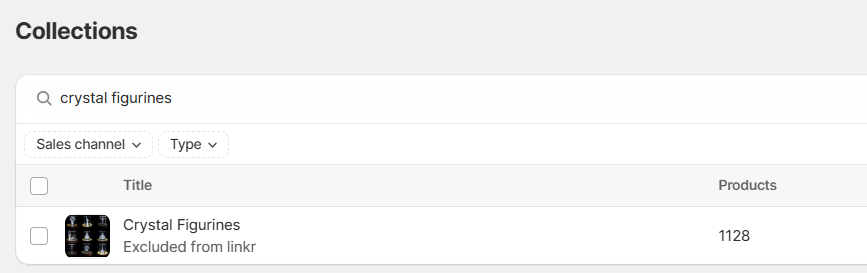 Collections
crystal figurines
Sales channel Type
Title Products
Crystal Figurines 1128
Excluded from linkr